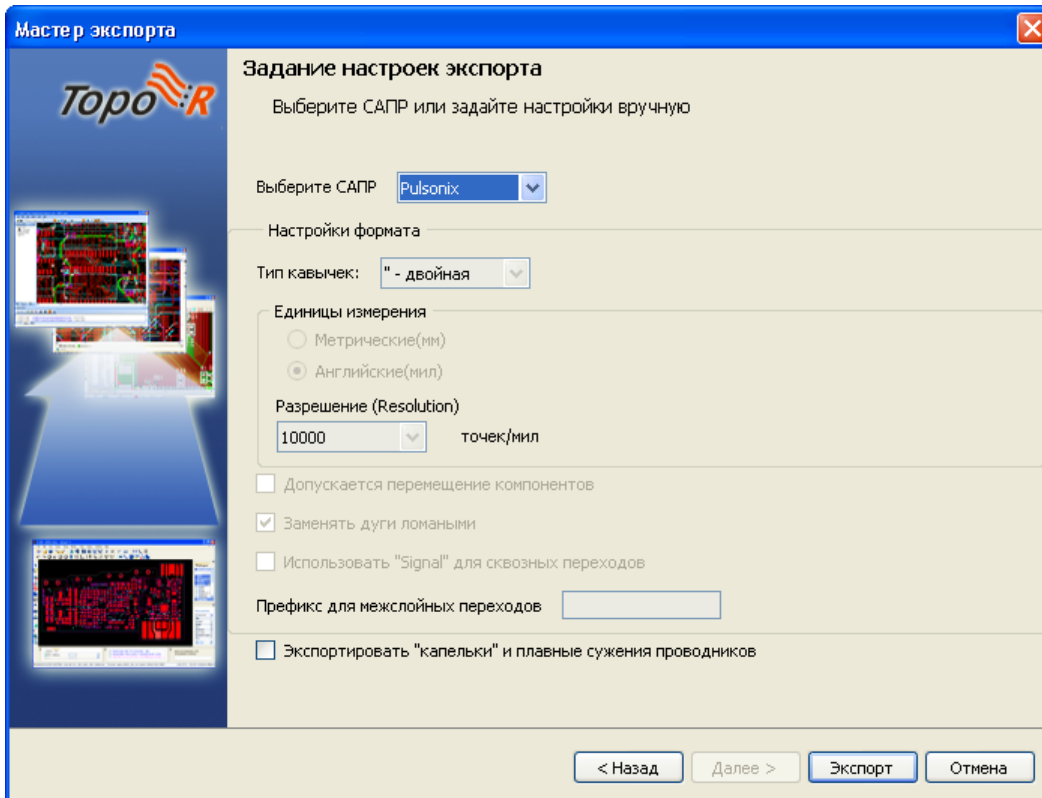 Мастер экспорта
TopoR
Задание настроек экспорта
Выберите САПР или задайте настройки вручную
Выберите САПР Pulsonix
Настройки формата
Тип кавычек: " - двойная
Единицы измерения
Метрические(мм)
Английские(мил)
Разрешение (Resolution)
10000 точек/мил
Допускается перемещение компонентов
Заменять дуги ломаными
Использовать "Signal" для сквозных переходов
Префикс для межслойных переходов
Экспортировать "капельки" и плавные сужения проводников
< Назад Далее > Экспорт Отмена